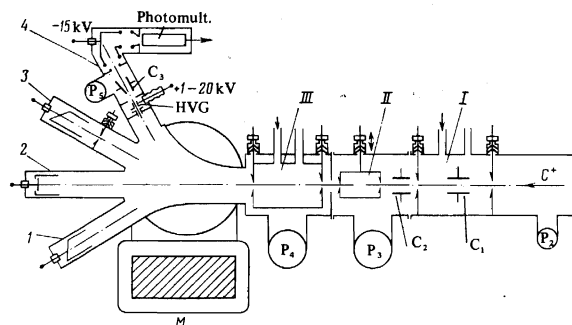 Photomult.
-15 kV
4
C₃
+1-20 kV
HVG
P₅
3
III
II
I
2
C⁺
1
C₂
C₁
P₂
P₄
P₃
M